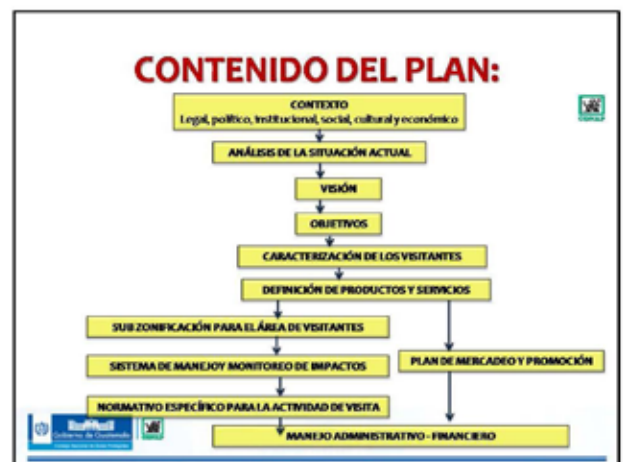 CONTENIDO DEL PLAN:
CONTEXTO
Legal, político, institucional, social, cultural y económico
CONAP
ANÁLISIS DE LA SITUACIÓN ACTUAL
VISIÓN
OBJETIVOS
CARACTERIZACIÓN DE LOS VISITANTES
DEFINICIÓN DE PRODUCTOS Y SERVICIOS
SUB ZONIFICACIÓN PARA EL ÁREA DE VISITANTES
SISTEMA DE MANEJO Y MONITOREO DE IMPACTOS
PLAN DE MERCADEO Y PROMOCIÓN
NORMATIVO ESPECÍFICO PARA LA ACTIVIDAD DE VISITA
Gobierno de Guatemala
MANEJO ADMINISTRATIVO - FINANCIERO